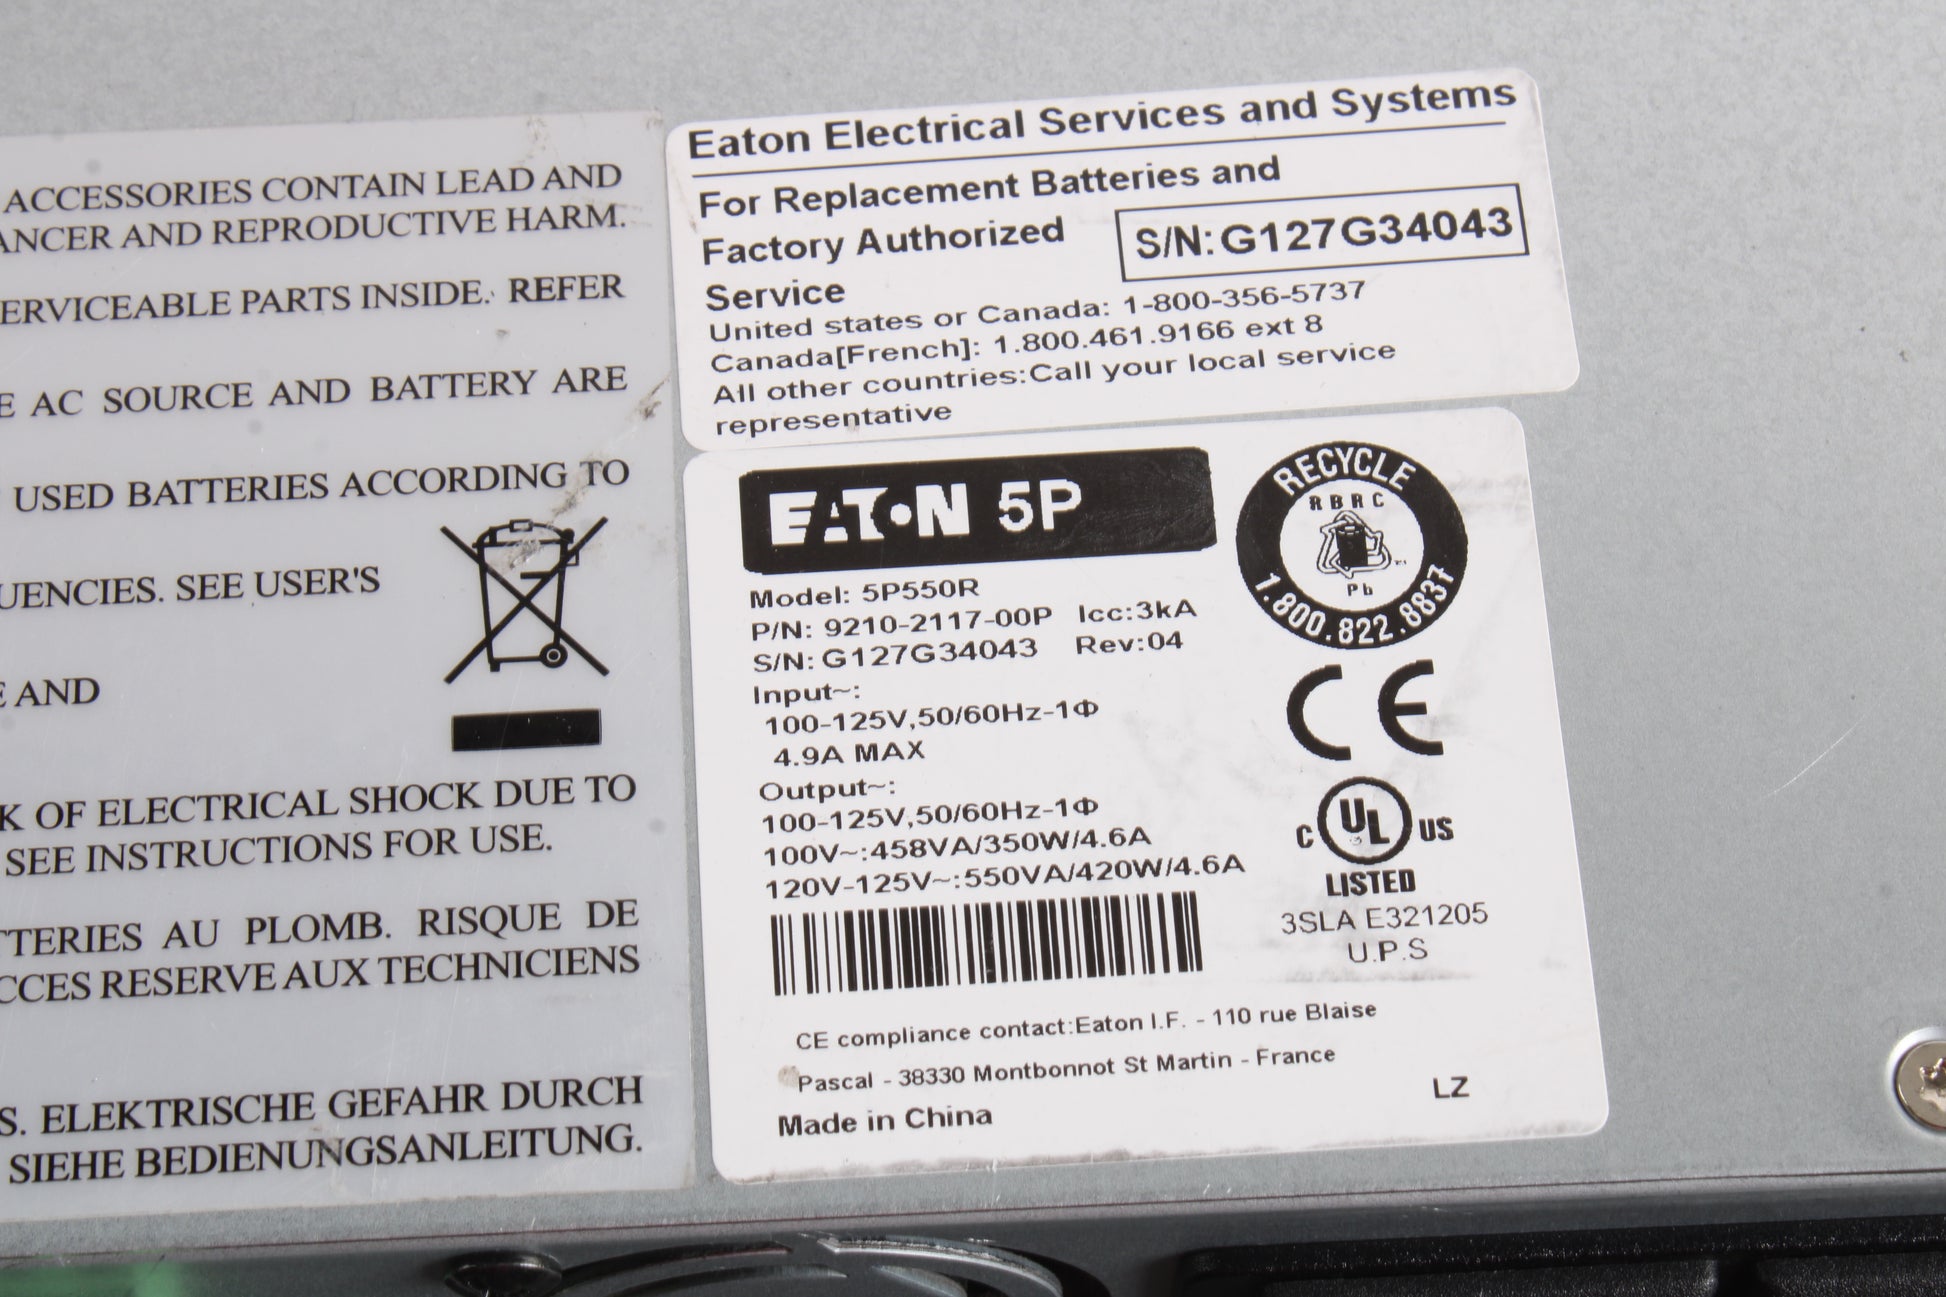 ACCESSORIES CONTAIN LEAD AND
ANCER AND REPRODUCTIVE HARM.
ERVICEABLE PARTS INSIDE. REFER
E AC SOURCE AND BATTERY ARE
USED BATTERIES ACCORDING TO
UENCIES. SEE USER'S
E AND
K OF ELECTRICAL SHOCK DUE TO
SEE INSTRUCTIONS FOR USE.
TTERIES AU PLOMB. RISQUE DE
CCES RESERVE AUX TECHNICIENS
S. ELEKTRISCHE GEFAHR DURCH
SIEHE BEDIENUNGSANLEITUNG.
Eaton Electrical Services and Systems
For Replacement Batteries and
Factory Authorized
Service
S/N:G127G34043
United states or Canada: 1-800-356-5737
Canada[French]: 1.800.461.9166 ext 8
All other countries:Call your local service
representative
EATON 5P
Model: 5P550R
P/N: 9210-2117-00P Icc:3kA
S/N: G127G34043 Rev:04
Input~:
100-125V,50/60Hz-1Φ
4.9A MAX
Output~:
100-125V,50/60Hz-1Φ
100V~:458VA/350W/4.6A
120V-125V~:550VA/420W/4.6A
RECYCLE
RBRC
Pb
1.800.822.8837
CE
C UL US
LISTED
3SLA E321205
U.P.S
CE compliance contact:Eaton I.F. - 110 rue Blaise
Pascal - 38330 Montbonnot St Martin - France
Made in China
LZ